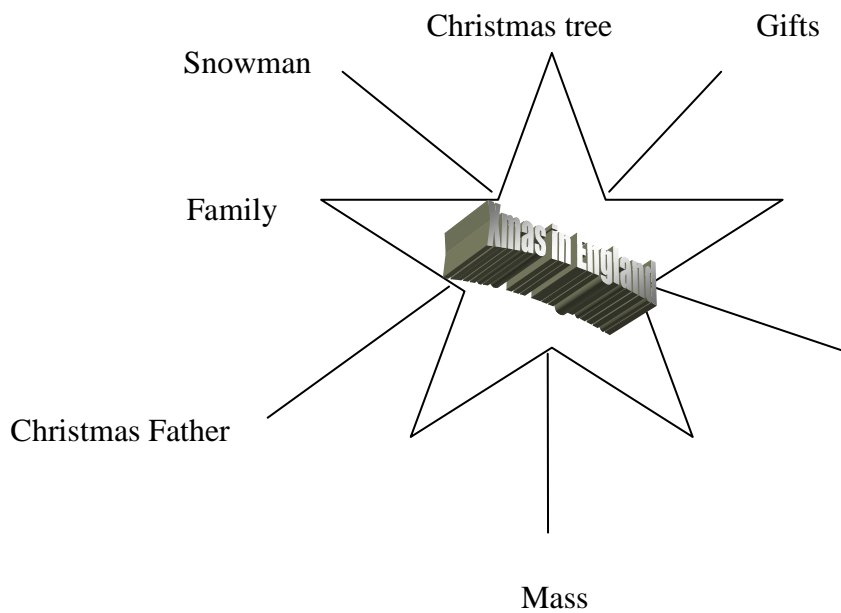 Christmas tree
Gifts
Snowman
Family
Xmas in England
Christmas Father
Mass